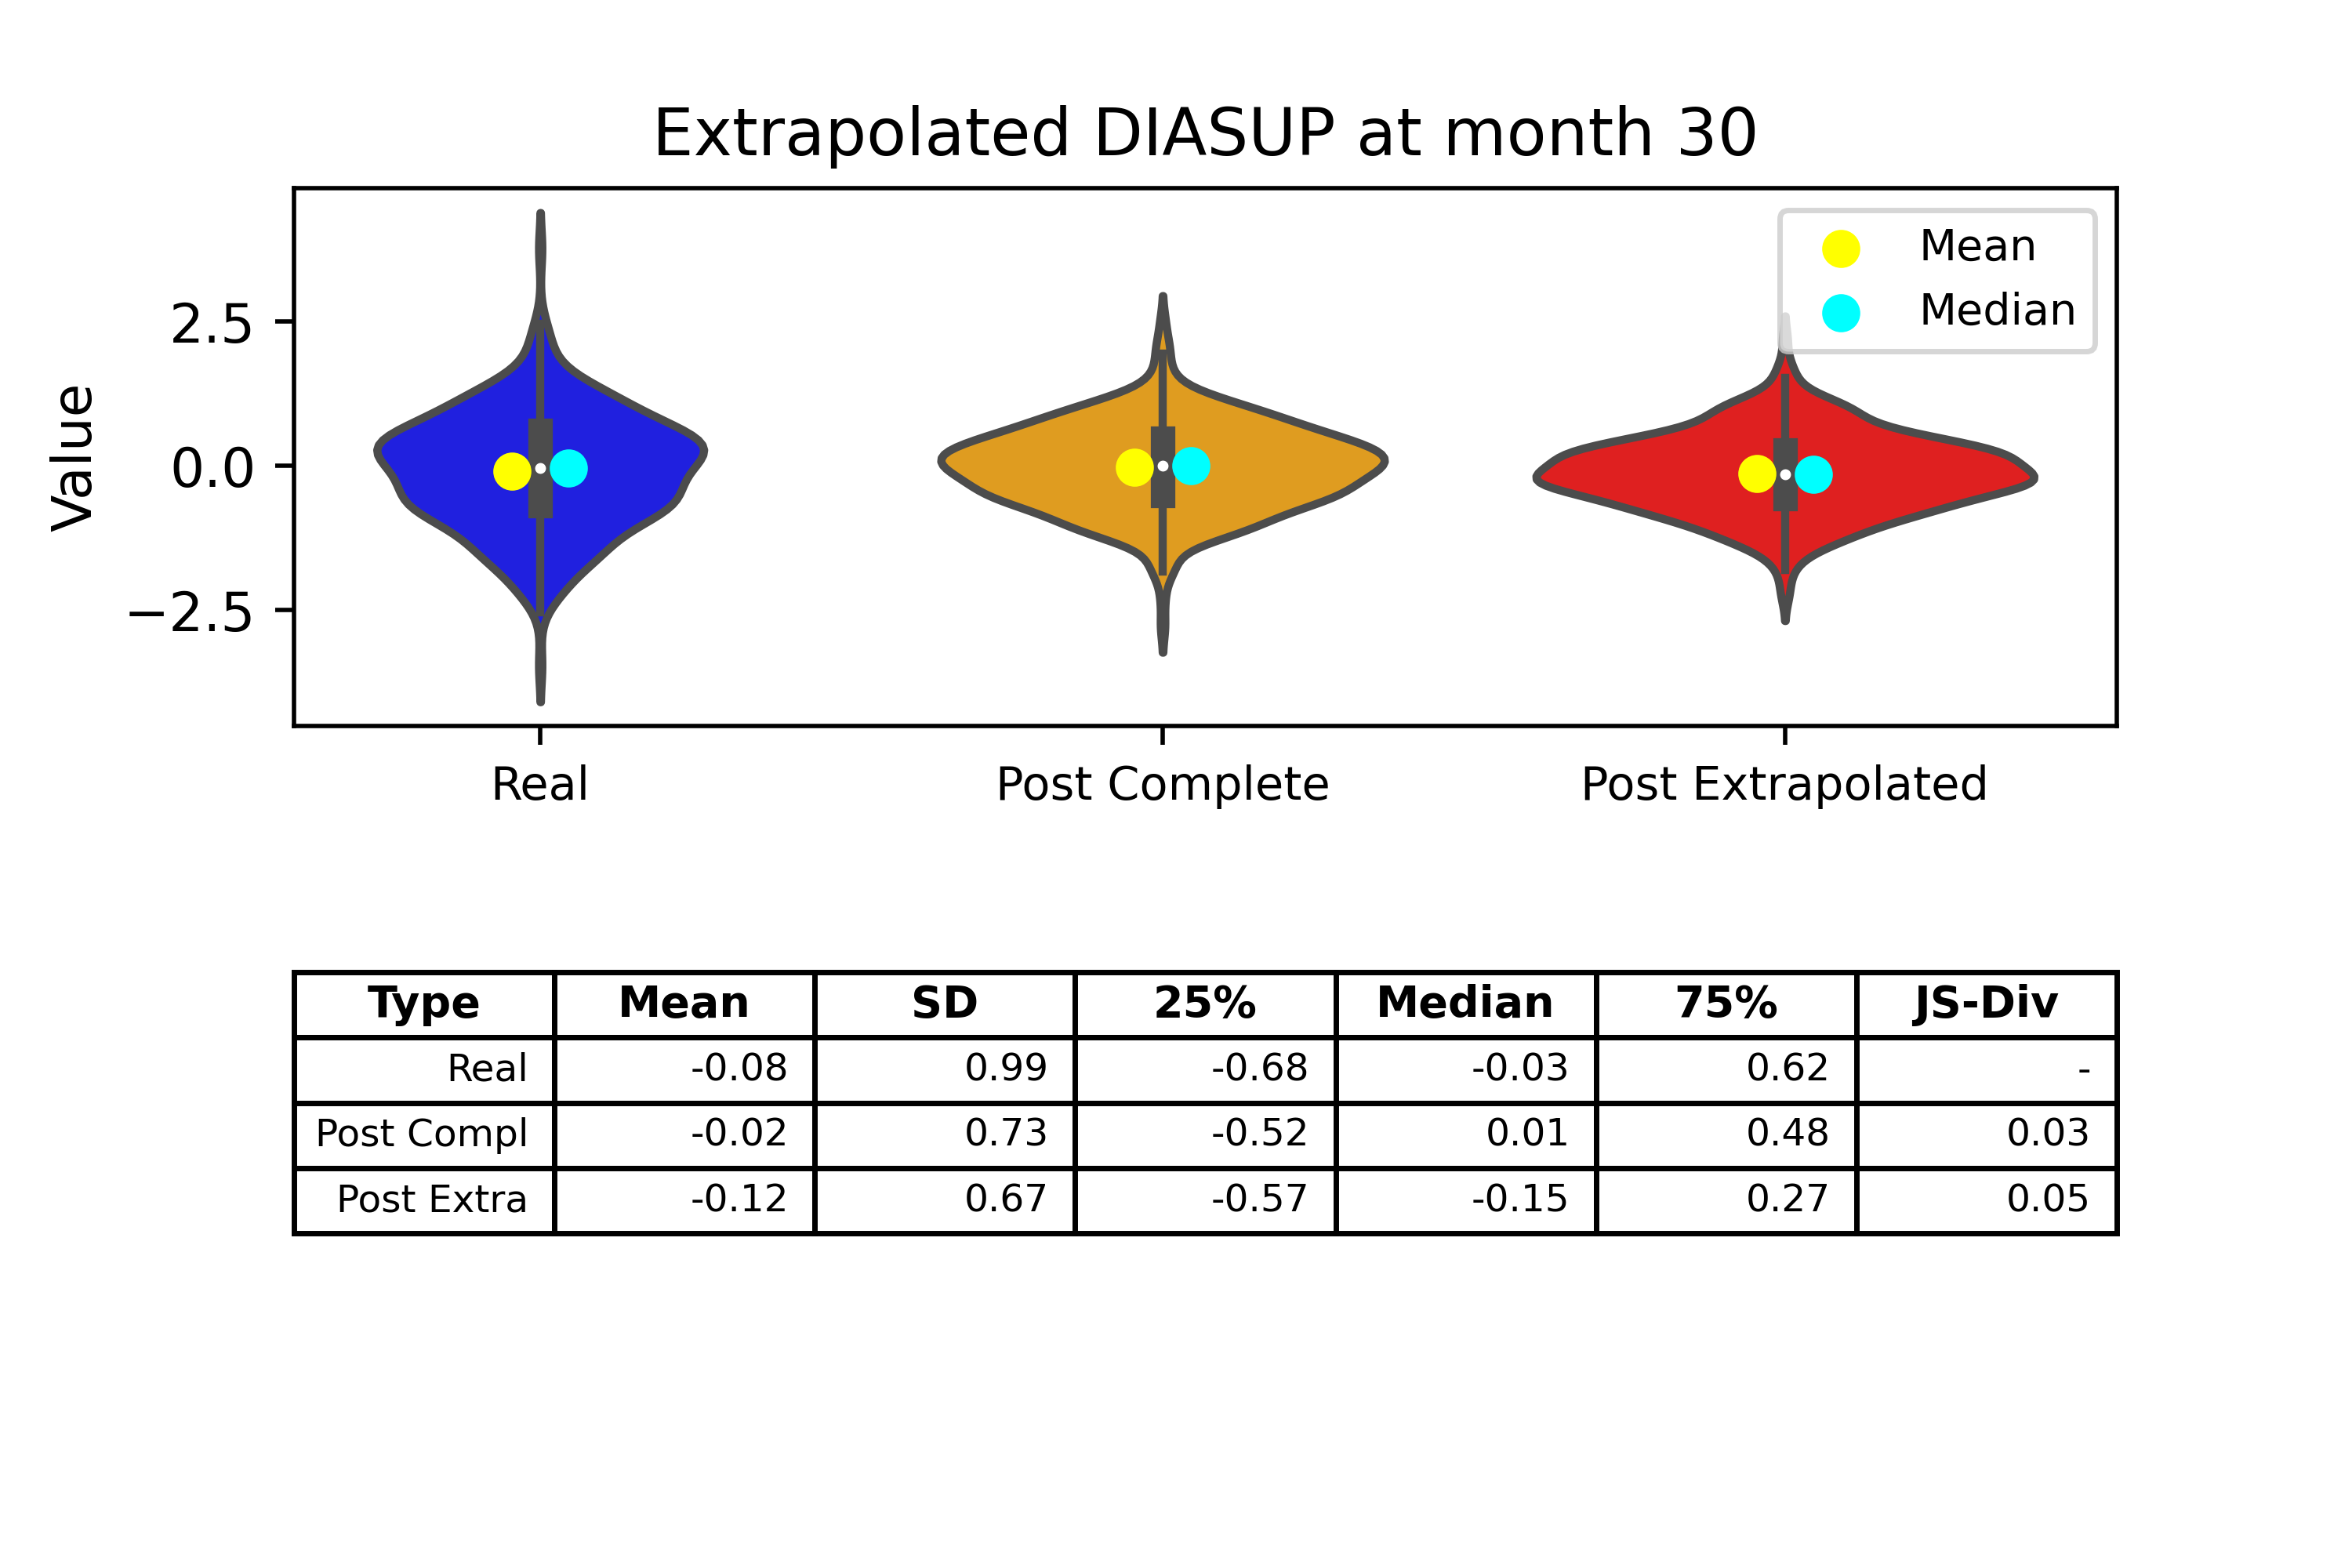 Extrapolated DIASUP at month 30
Mean
Median
2.5
0.0
−2.5
Value
Real Post Complete Post Extrapolated
Type Mean SD 25% Median 75% JS-Div
Real -0.08 0.99 -0.68 -0.03 0.62 -
Post Compl -0.02 0.73 -0.52 0.01 0.48 0.03
Post Extra -0.12 0.67 -0.57 -0.15 0.27 0.05